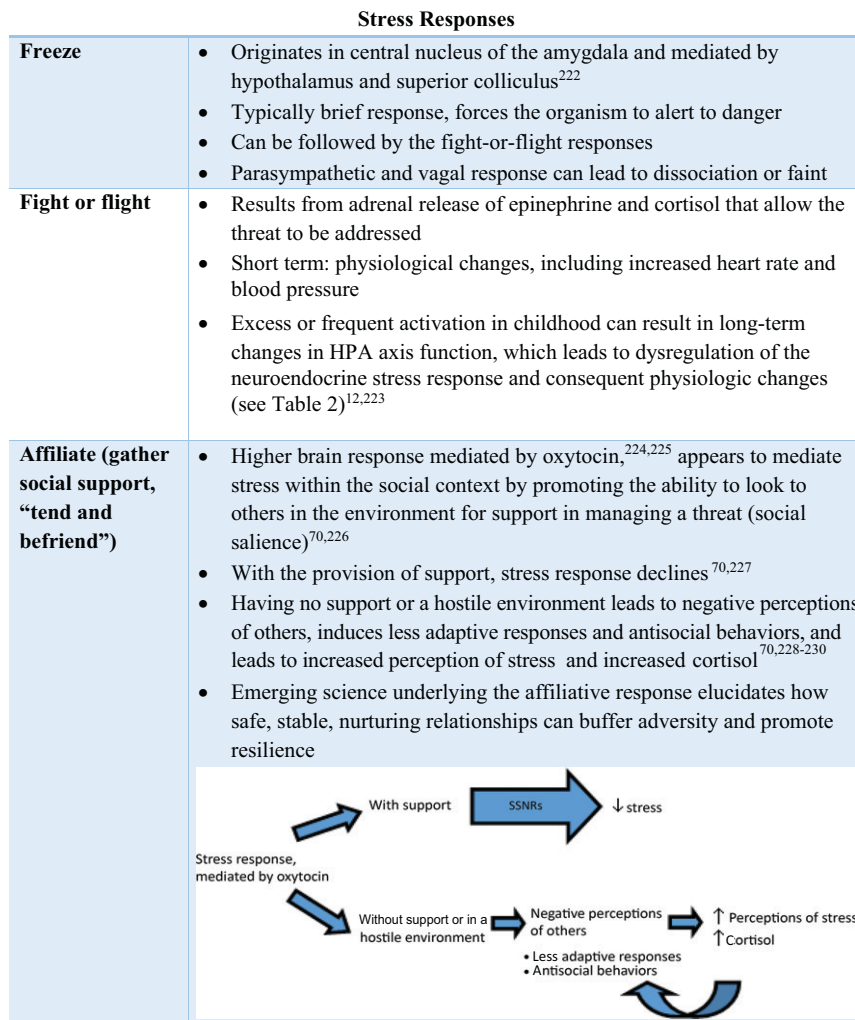 Stress Responses
Freeze
• Originates in central nucleus of the amygdala and mediated by
hypothalamus and superior colliculus222
• Typically brief response, forces the organism to alert to danger
• Can be followed by the fight-or-flight responses
• Parasympathetic and vagal response can lead to dissociation or faint
Fight or flight
• Results from adrenal release of epinephrine and cortisol that allow the
threat to be addressed
• Short term: physiological changes, including increased heart rate and
blood pressure
• Excess or frequent activation in childhood can result in long-term
changes in HPA axis function, which leads to dysregulation of the
neuroendocrine stress response and consequent physiologic changes
(see Table 2)12,223
Affiliate (gather
social support,
“tend and
befriend”)
• Higher brain response mediated by oxytocin,224,225 appears to mediate
stress within the social context by promoting the ability to look to
others in the environment for support in managing a threat (social
salience)70,226
• With the provision of support, stress response declines70,227
• Having no support or a hostile environment leads to negative perceptions
of others, induces less adaptive responses and antisocial behaviors, and
leads to increased perception of stress and increased cortisol70,228-230
• Emerging science underlying the affiliative response elucidates how
safe, stable, nurturing relationships can buffer adversity and promote
resilience
With support
SSNRs
↓ stress
Stress response,
mediated by oxytocin
Without support or in a
hostile environment
Negative perceptions
of others
• Less adaptive responses
• Antisocial behaviors
↑ Perceptions of stress
↑ Cortisol